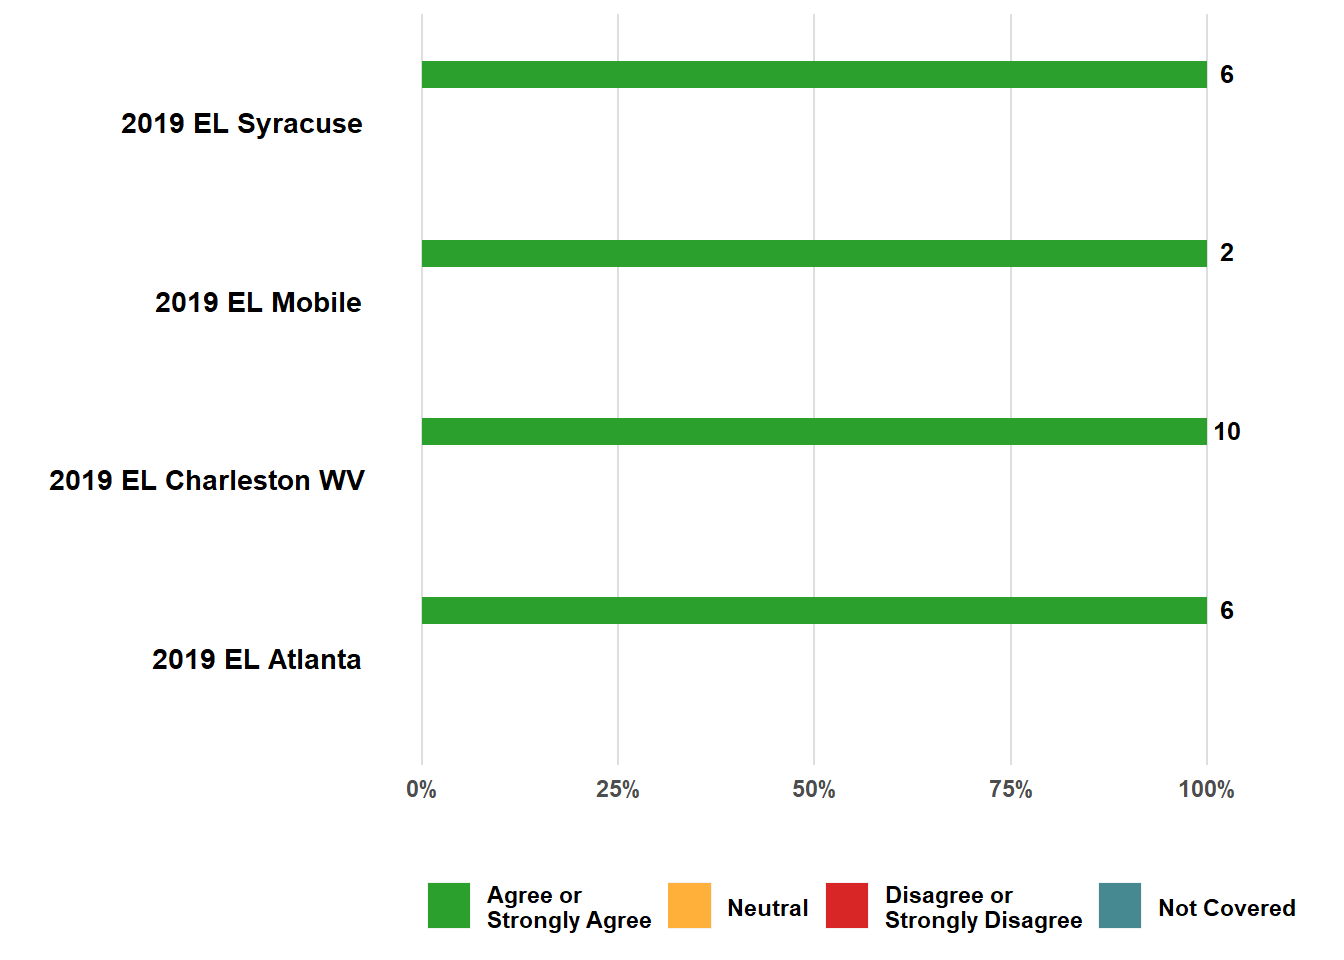 6
2019 EL Syracuse
2
2019 EL Mobile
10
2019 EL Charleston WV
6
2019 EL Atlanta
0% 25% 50% 75% 100%
Agree or
Strongly Agree
Neutral
Disagree or
Strongly Disagree
Not Covered